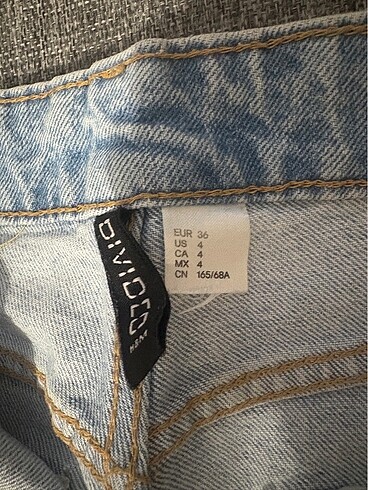 DIVIDED
H&M
EUR 36
US 4
CA 4
MX 4
CN 165/68A